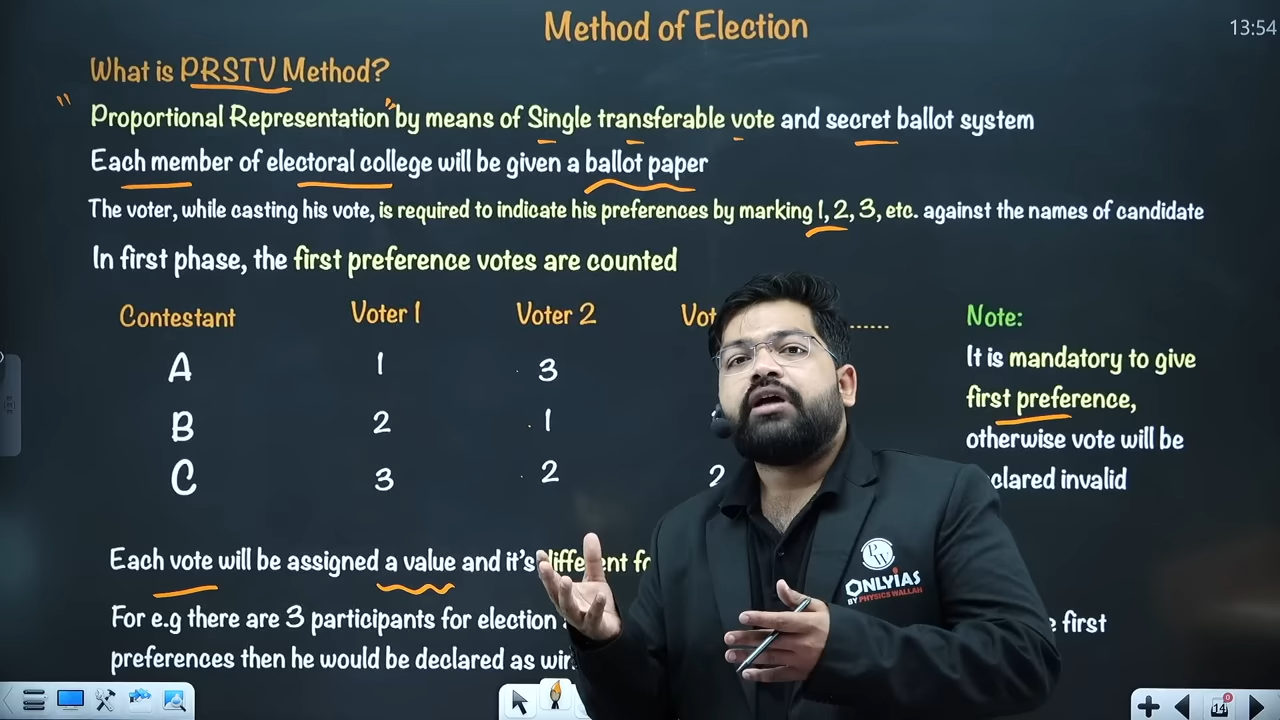 Method of Election
13:54
What is PRSTV Method?
"Proportional Representation" by means of Single transferable vote and secret ballot system
Each member of electoral college will be given a ballot paper
The voter, while casting his vote, is required to indicate his preferences by marking 1, 2, 3, etc. against the names of candidate
In first phase, the first preference votes are counted
Contestant Voter 1 Voter 2 ......
A 1 3
B 2 1
C 3 2 2
Note:
It is mandatory to give
first preference,
otherwise vote will be
invalid
Each vote will be assigned a value and it's different
For e.g there are 3 participants for election first
preferences then he would be declared as
PW
ONLYIAS
BY PHYSICS WALLAH
14
0